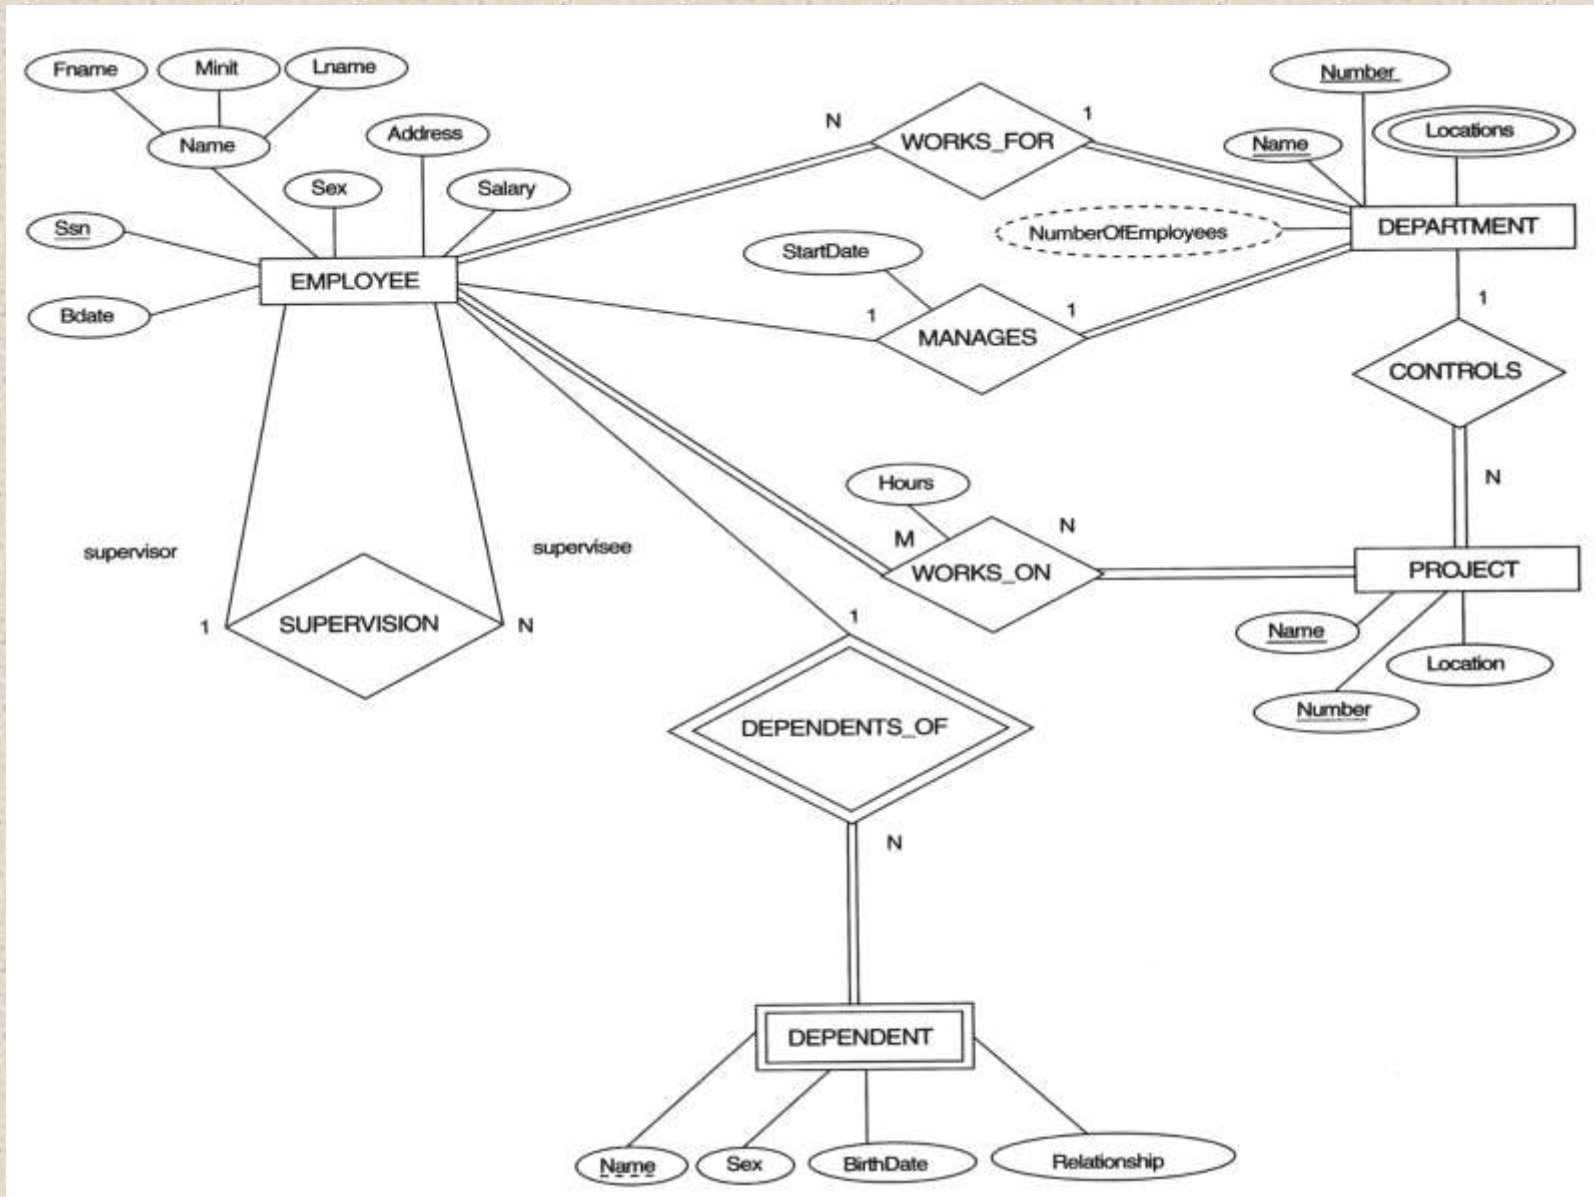 Fname
Minit
Lname
Name
Address
Sex
Salary
Ssn
Bdate
EMPLOYEE
N
WORKS_FOR
1
Number
Name
Locations
NumberOfEmployees
DEPARTMENT
StartDate
1
MANAGES
1
1
CONTROLS
N
Hours
M
N
WORKS_ON
PROJECT
Name
Number
Location
supervisor
supervisee
1
SUPERVISION
N
1
DEPENDENTS_OF
N
DEPENDENT
Name
Sex
BirthDate
Relationship